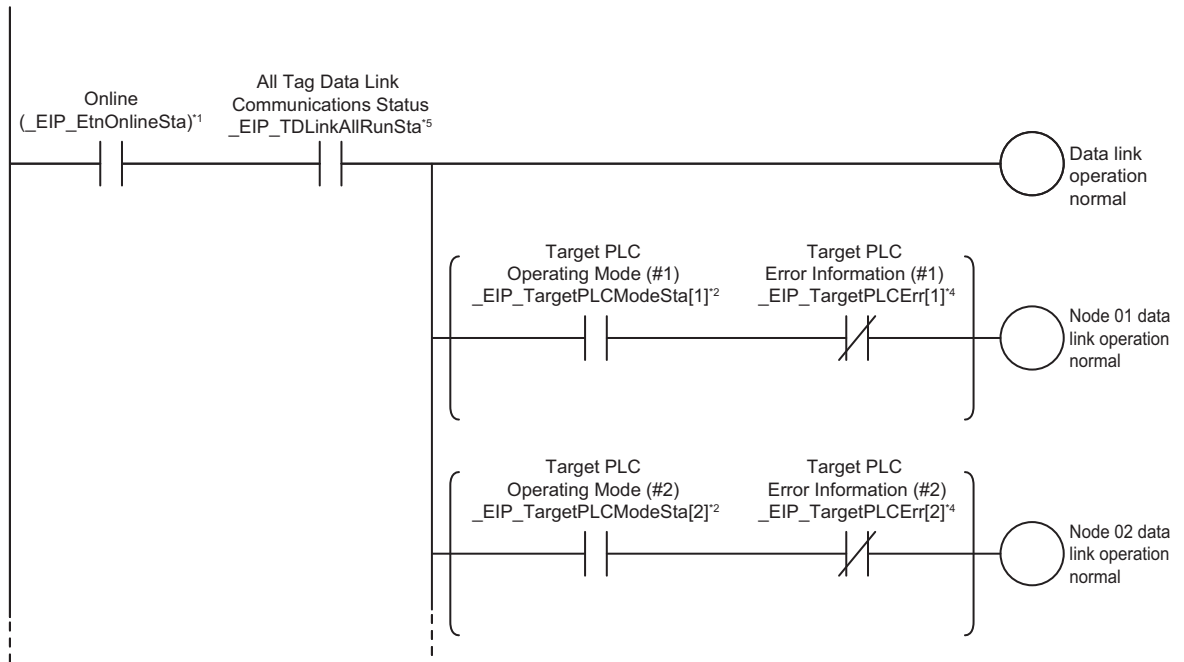 Online
(_EIP_EtnOnlineSta)*1
All Tag Data Link
Communications Status
_EIP_TDLinkAllRunSta*5
Data link
operation
normal
Target PLC
Operating Mode (#1)
_EIP_TargetPLCModeSta[1]*2
Target PLC
Error Information (#1)
_EIP_TargetPLCErr[1]*4
Node 01 data
link operation
normal
Target PLC
Operating Mode (#2)
_EIP_TargetPLCModeSta[2]*2
Target PLC
Error Information (#2)
_EIP_TargetPLCErr[2]*4
Node 02 data
link operation
normal